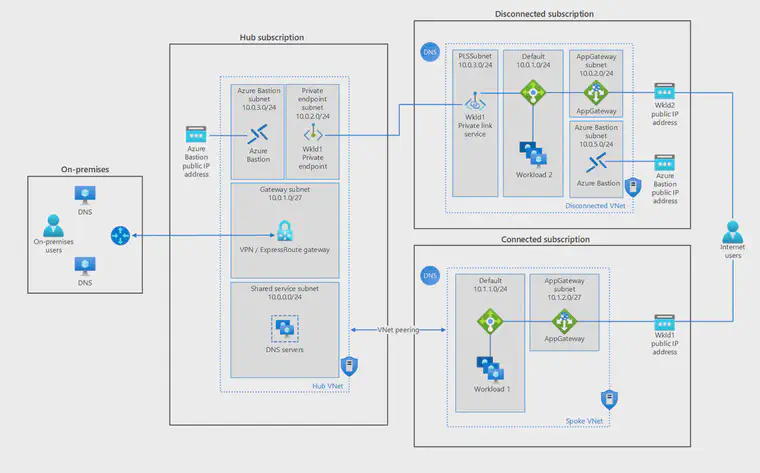 Disconnected subscription
Hub subscription
On-premises
DNS
On-premises
users
DNS
Azure Bastion
subnet
10.0.3.0/24
Azure
Bastion
Private
endpoint
subnet
10.0.2.0/24
Wkld1
Private
endpoint
Azure
Bastion
public IP
address
Gateway subnet
10.0.1.0/27
VPN / ExpressRoute gateway
Shared service subnet
10.0.0.0/24
DNS servers
Hub VNet
VNet peering
DNS
PLSSubnet
10.0.3.0/24
Wkld1
Private link
service
Default
10.0.1.0/24
Workload 2
AppGateway
subnet
10.0.2.0/24
AppGateway
Azure Bastion
subnet
10.0.5.0/24
Azure Bastion
Disconnected VNet
Wkld2
public IP
address
Azure
Bastion
public IP
address
Internet
users
Connected subscription
DNS
Default
10.1.1.0/24
Workload 1
AppGateway
subnet
10.1.2.0/27
AppGateway
Spoke VNet
Wkld1
public IP
address